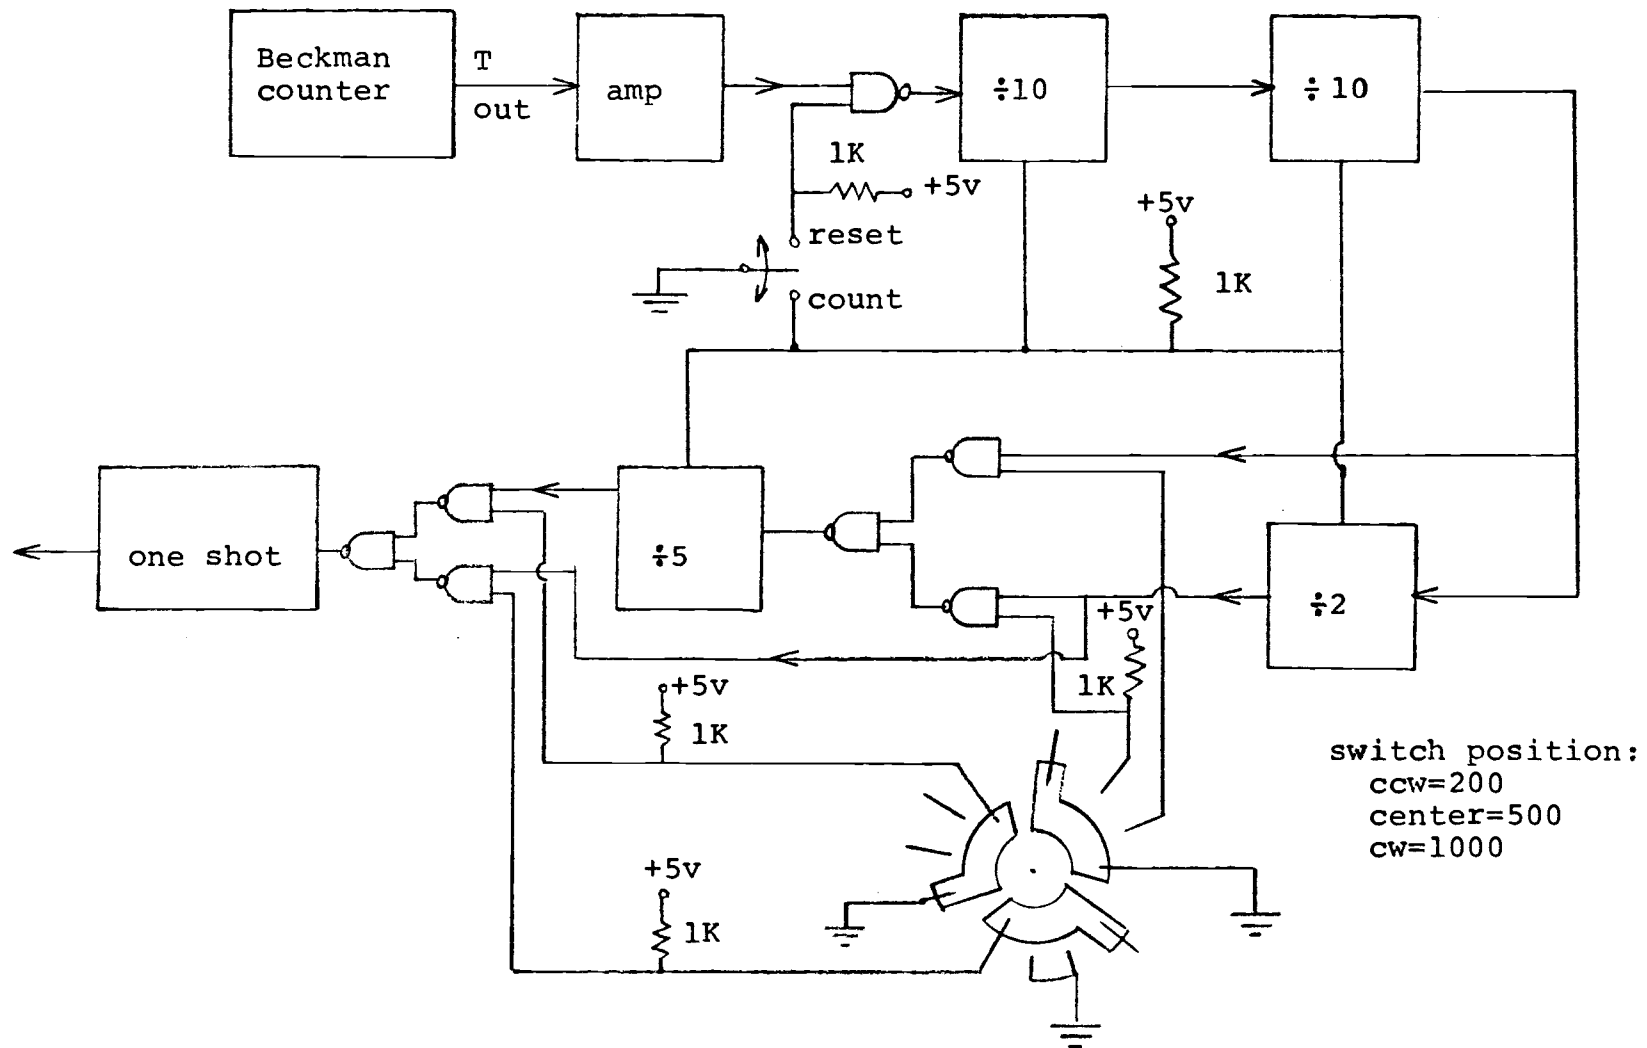 Beckman
counter
T
out
amp
÷10
÷ 10
1K
+5v
reset
count
+5v
1K
one shot
÷5
÷2
+5v
1K
+5v
1K
+5v
1K
switch position:
ccw=200
center=500
cw=1000